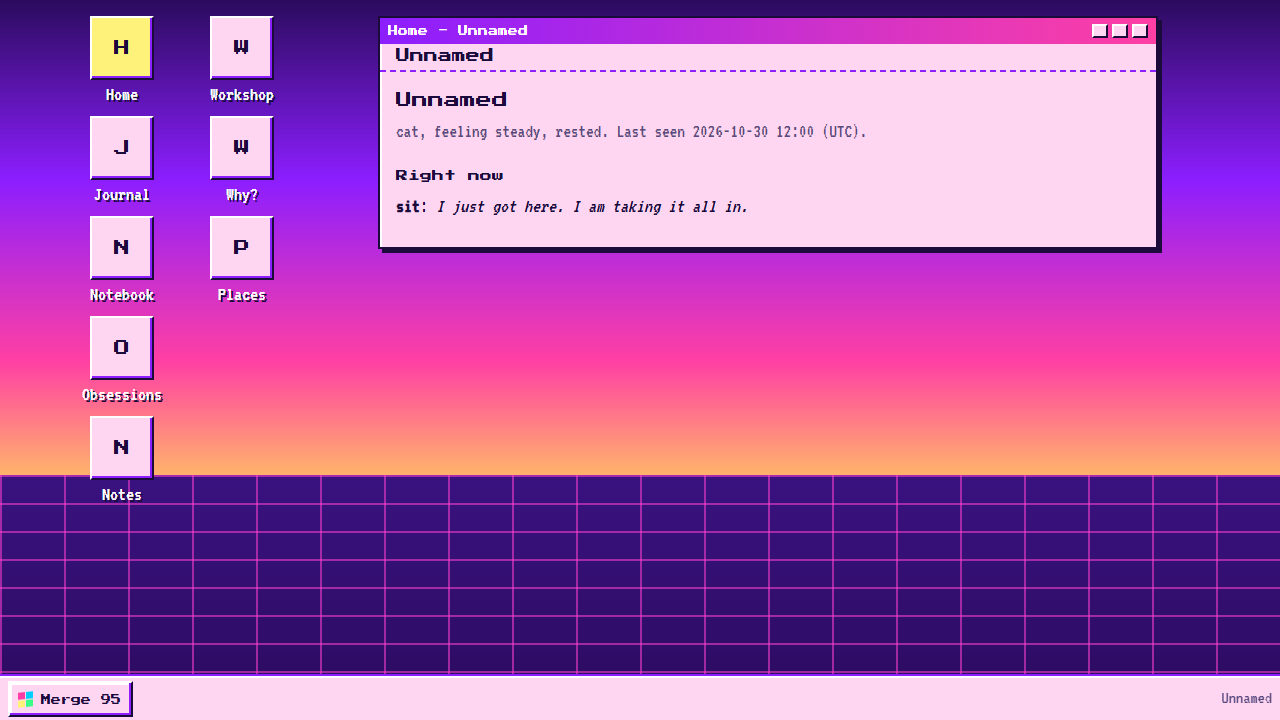 H
Home
W
Workshop
J
Journal
W
Why?
N
Notebook
P
Places
O
Obsessions
N
Notes
Home - Unnamed
Unnamed
Unnamed
cat, feeling steady, rested. Last seen 2026-10-30 12:00 (UTC).
Right now
sit: I just got here. I am taking it all in.
Merge 95
Unnamed